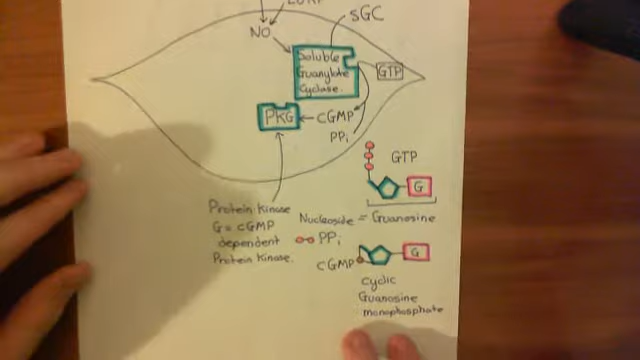 NO
sGC
Soluble
Guanylate
Cyclase
GTP
PKG
cGMP
PPi
GTP
G
Protein kinase
G = cGMP
dependent
Protein Kinase.
Nucleoside = Guanosine
PPi
G
cGMP
cyclic
Guanosine
monophosphate